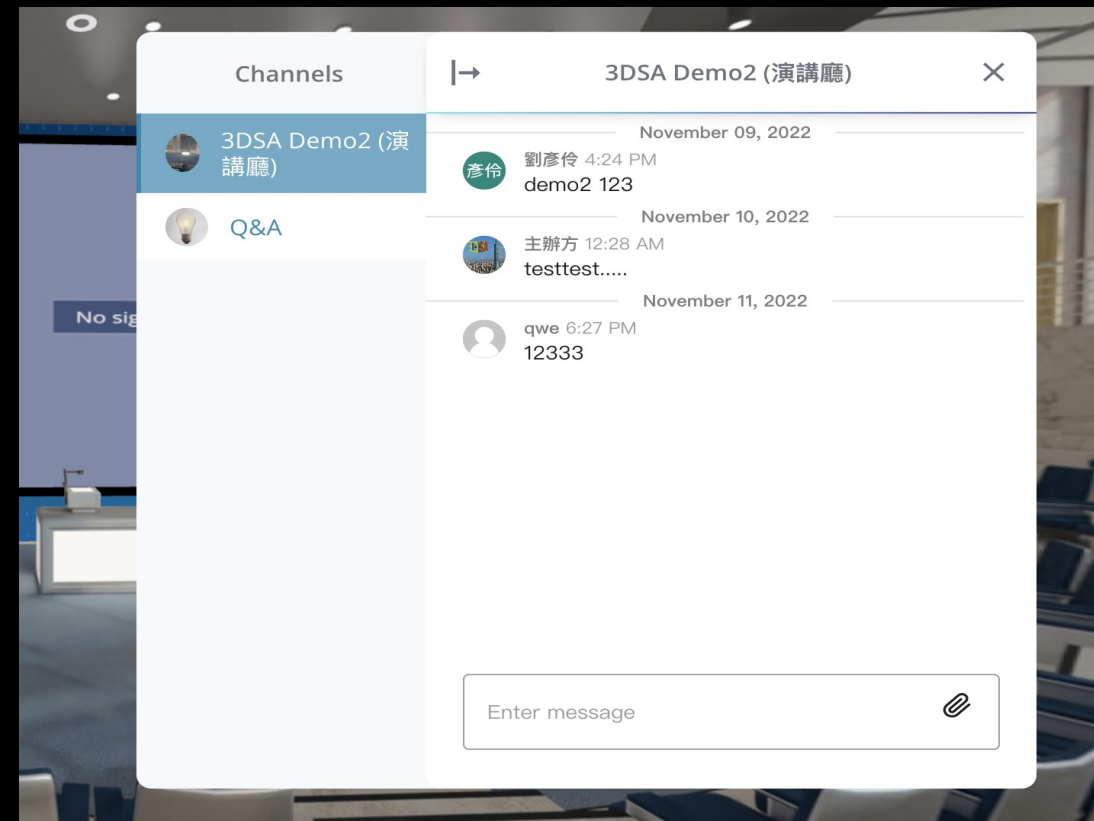 Channels
3DSA Demo2 (演
講廳)
Q&A
No sig
3DSA Demo2 (演講廳)
November 09, 2022
彥伶
劉彥伶 4:24 PM
demo2 123
November 10, 2022
主辦方 12:28 AM
testtest.....
November 11, 2022
qwe 6:27 PM
12333
Enter message